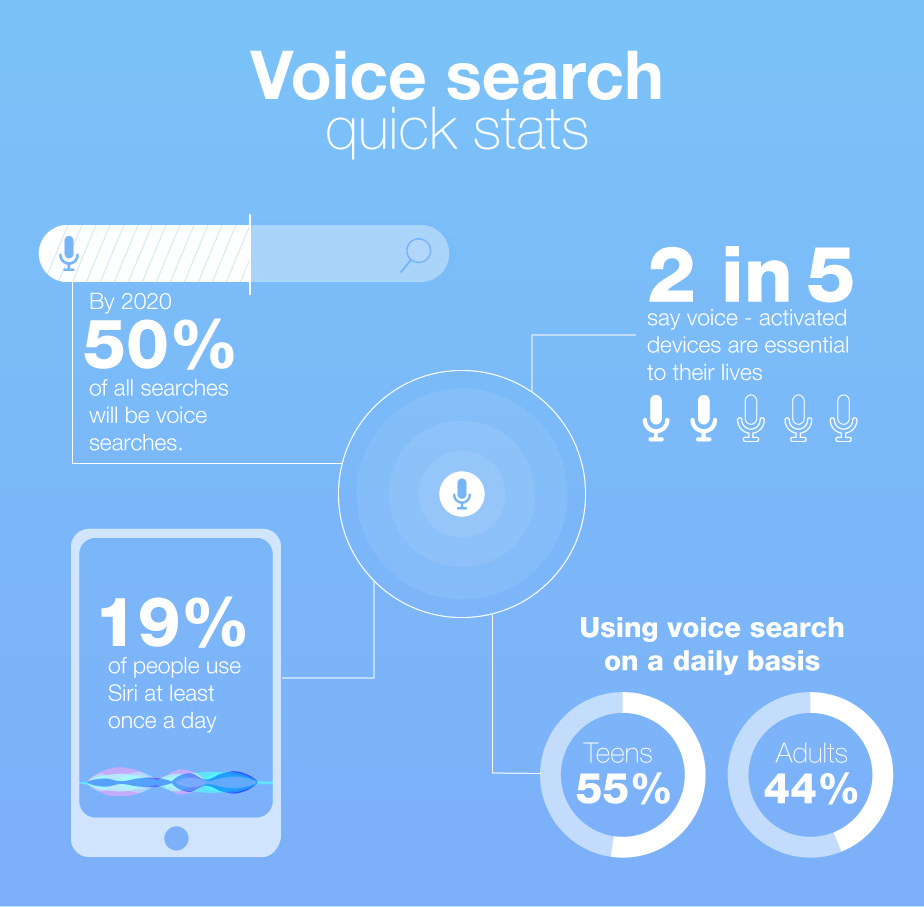 Voice search
quick stats
By 2020
50%
of all searches
will be voice
searches.
2 in 5
say voice - activated
devices are essential
to their lives
19%
of people use
Siri at least
once a day
Using voice search
on a daily basis
Teens
55%
Adults
44%